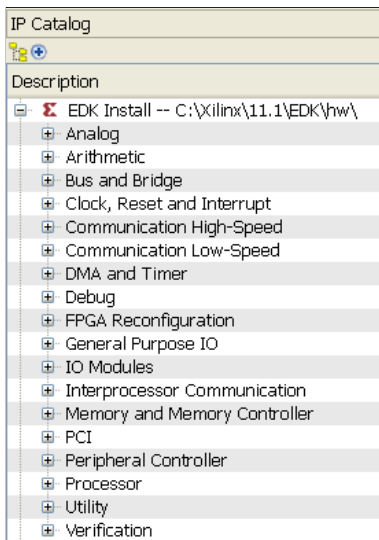 IP Catalog
Description
EDK Install -- C:\Xilinx\11.1\EDK\hw\
Analog
Arithmetic
Bus and Bridge
Clock, Reset and Interrupt
Communication High-Speed
Communication Low-Speed
DMA and Timer
Debug
FPGA Reconfiguration
General Purpose IO
IO Modules
Interprocessor Communication
Memory and Memory Controller
PCI
Peripheral Controller
Processor
Utility
Verification